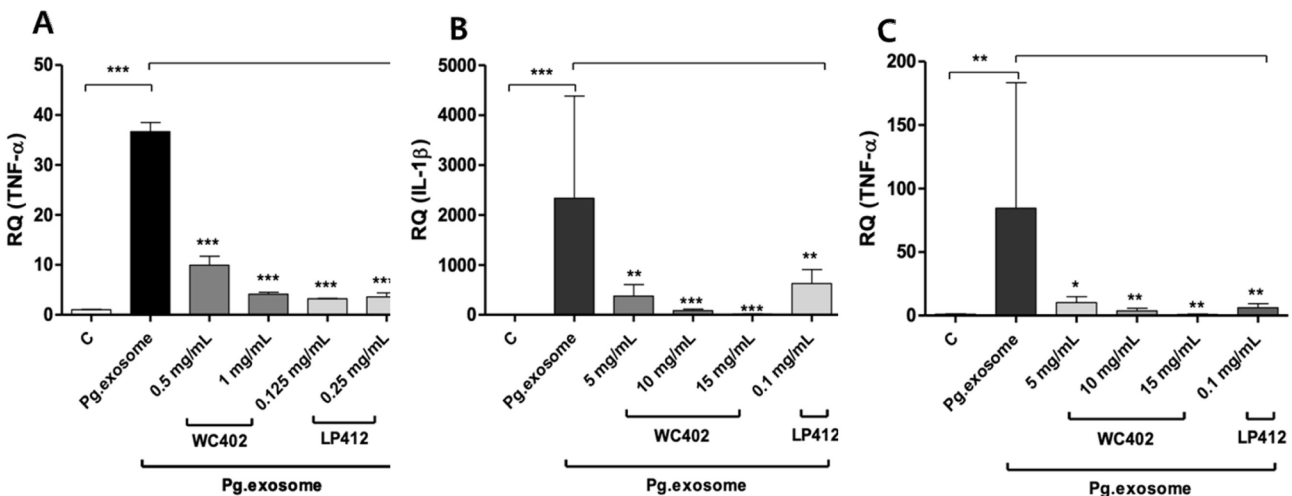 A
RQ (TNF-α)
50
40
30
20
10
0
***
***
***
***
***
C
Pg.exosome
0.5 mg/mL
1 mg/mL
0.125 mg/mL
0.25 mg/mL
WC402
LP412
Pg.exosome
B
RQ (IL-1β)
5000
4000
3000
2000
1000
0
***
**
***
***
**
C
Pg.exosome
5 mg/mL
10 mg/mL
15 mg/mL
0.1 mg/mL
WC402
LP412
Pg.exosome
C
RQ (TNF-α)
200
150
100
50
0
**
*
**
**
**
C
Pg.exosome
5 mg/mL
10 mg/mL
15 mg/mL
0.1 mg/mL
WC402
LP412
Pg.exosome